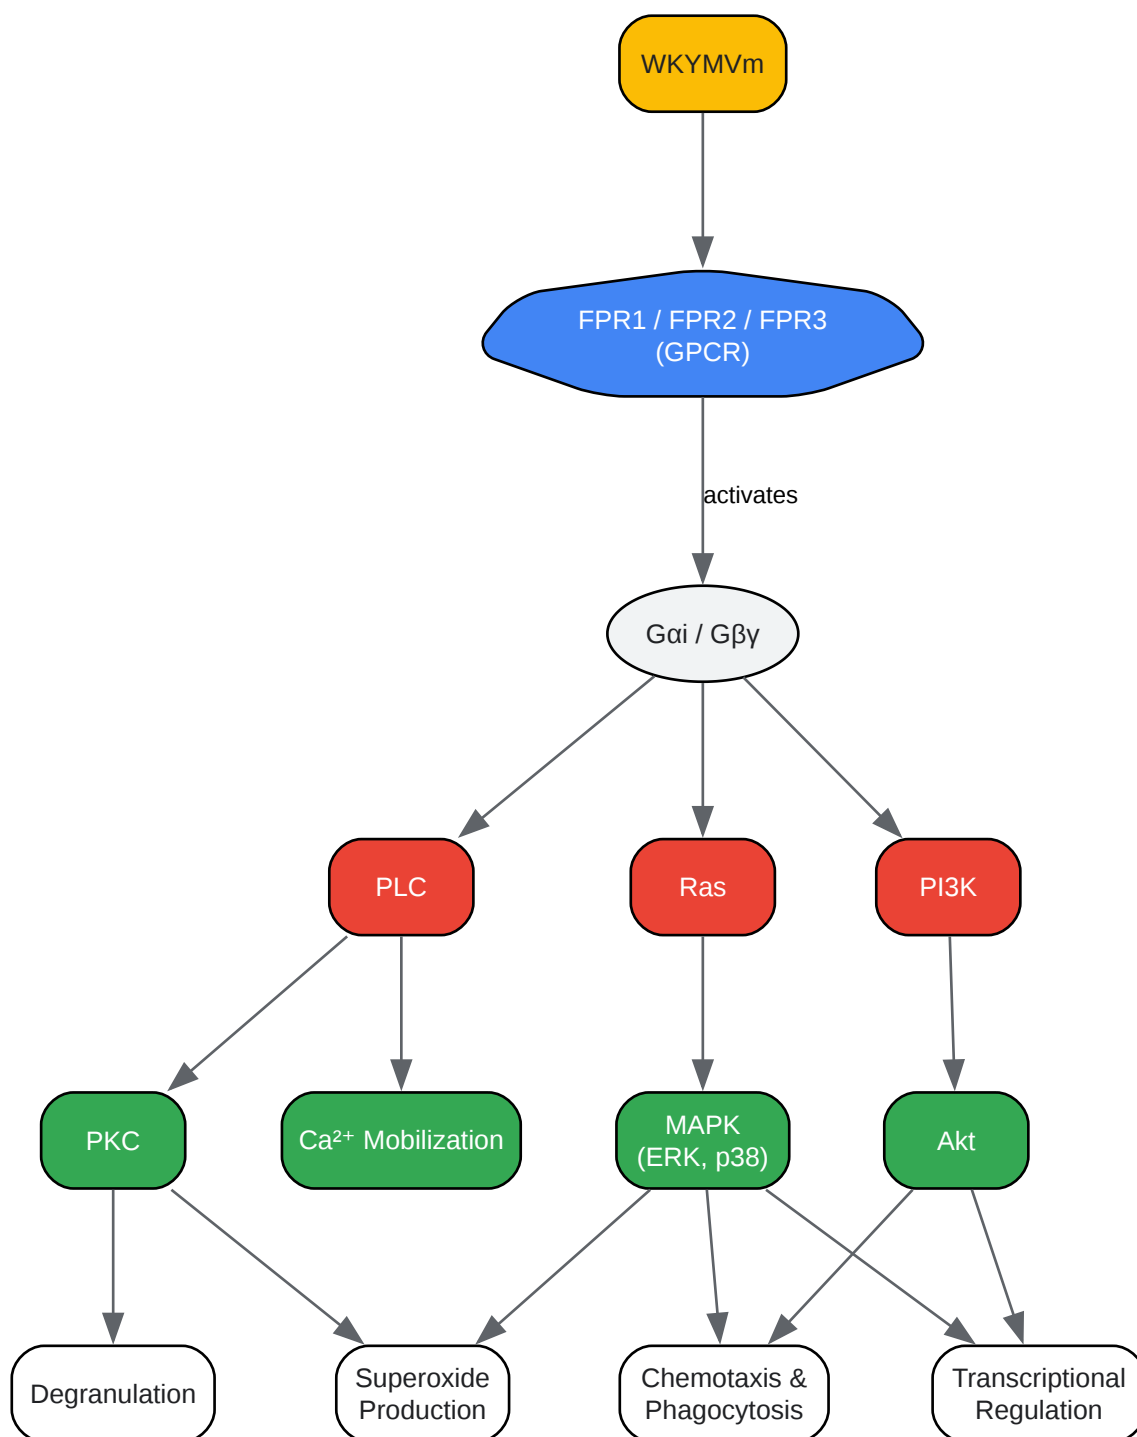 WKYMVm
FPR1 / FPR2 / FPR3
(GPCR)
activates
Gαi / Gβγ
PLC
Ras
PI3K
PKC
Ca²⁺ Mobilization
MAPK
(ERK, p38)
Akt
Degranulation
Superoxide
Production
Chemotaxis &
Phagocytosis
Transcriptional
Regulation